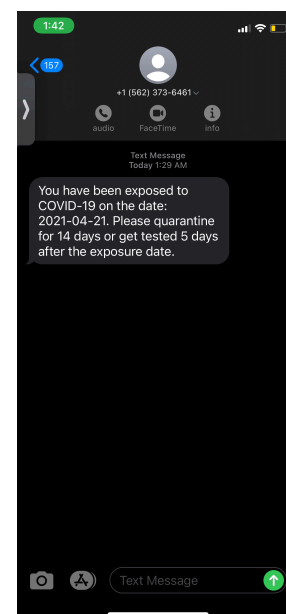 1:42
157
+1 (562) 373-6461
audio FaceTime info
Text Message
Today 1:29 AM
You have been exposed to
COVID-19 on the date:
2021-04-21. Please quarantine
for 14 days or get tested 5 days
after the exposure date.
Text Message